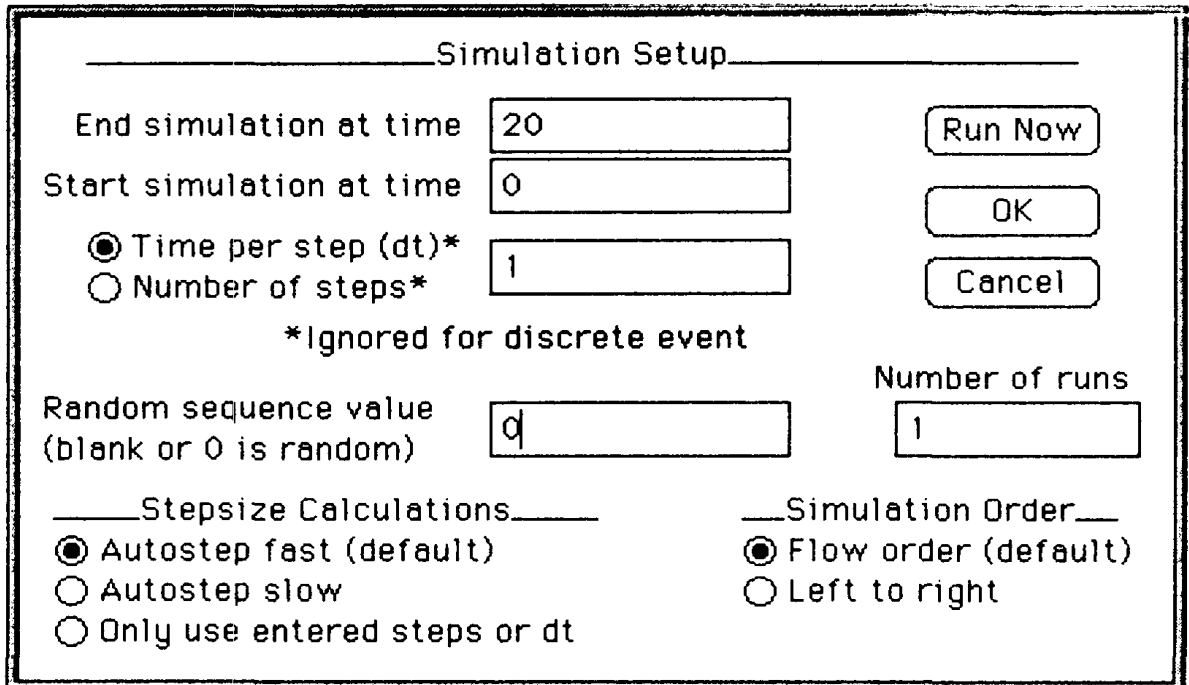 Simulation Setup
End simulation at time 20
Run Now
Start simulation at time 0
OK
Time per step (dt)* 1
Number of steps*
Cancel
*Ignored for discrete event
Number of runs
Random sequence value 0 1
(blank or 0 is random)
Stepsize Calculations
Simulation Order
Autostep fast (default)
Flow order (default)
Autostep slow
Left to right
Only use entered steps or dt